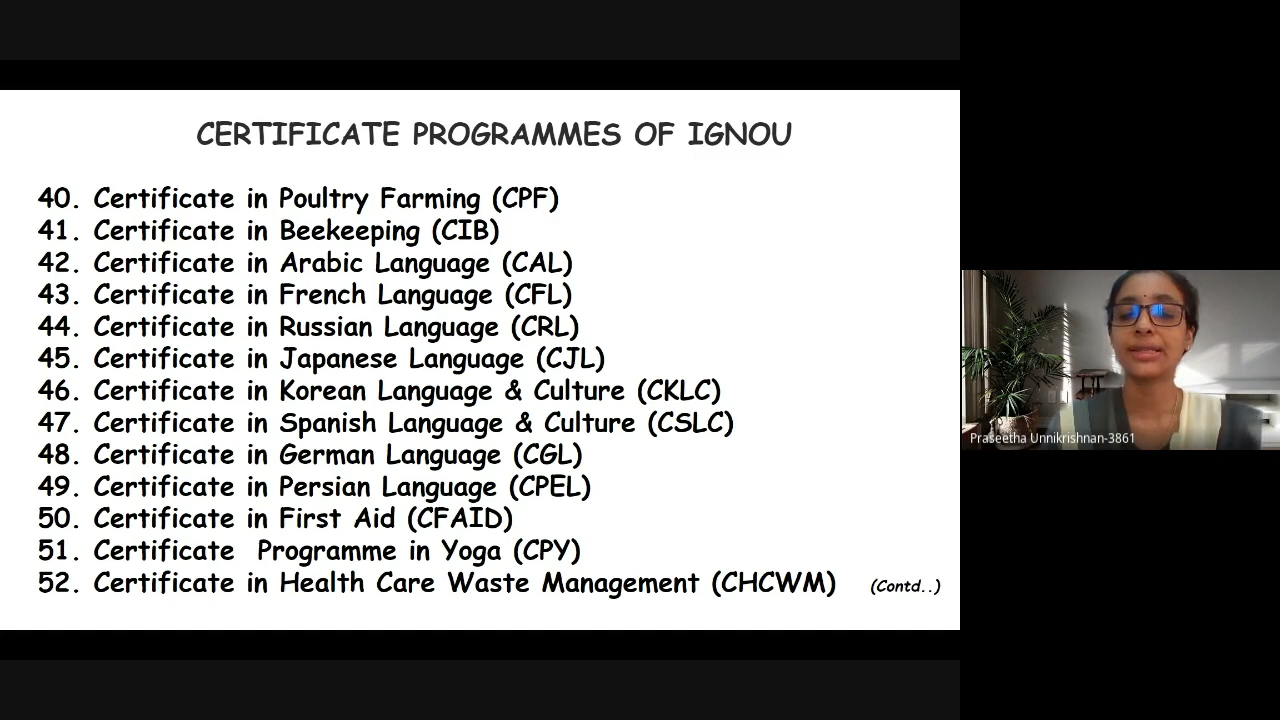 CERTIFICATE PROGRAMMES OF IGNOU
40. Certificate in Poultry Farming (CPF)
41. Certificate in Beekeeping (CIB)
42. Certificate in Arabic Language (CAL)
43. Certificate in French Language (CFL)
44. Certificate in Russian Language (CRL)
45. Certificate in Japanese Language (CJL)
46. Certificate in Korean Language & Culture (CKLC)
47. Certificate in Spanish Language & Culture (CSLC)
48. Certificate in German Language (CGL)
49. Certificate in Persian Language (CPEL)
50. Certificate in First Aid (CFAID)
51. Certificate Programme in Yoga (CPY)
52. Certificate in Health Care Waste Management (CHCWM) (Contd..)
Praseetha Unnikrishnan-3861